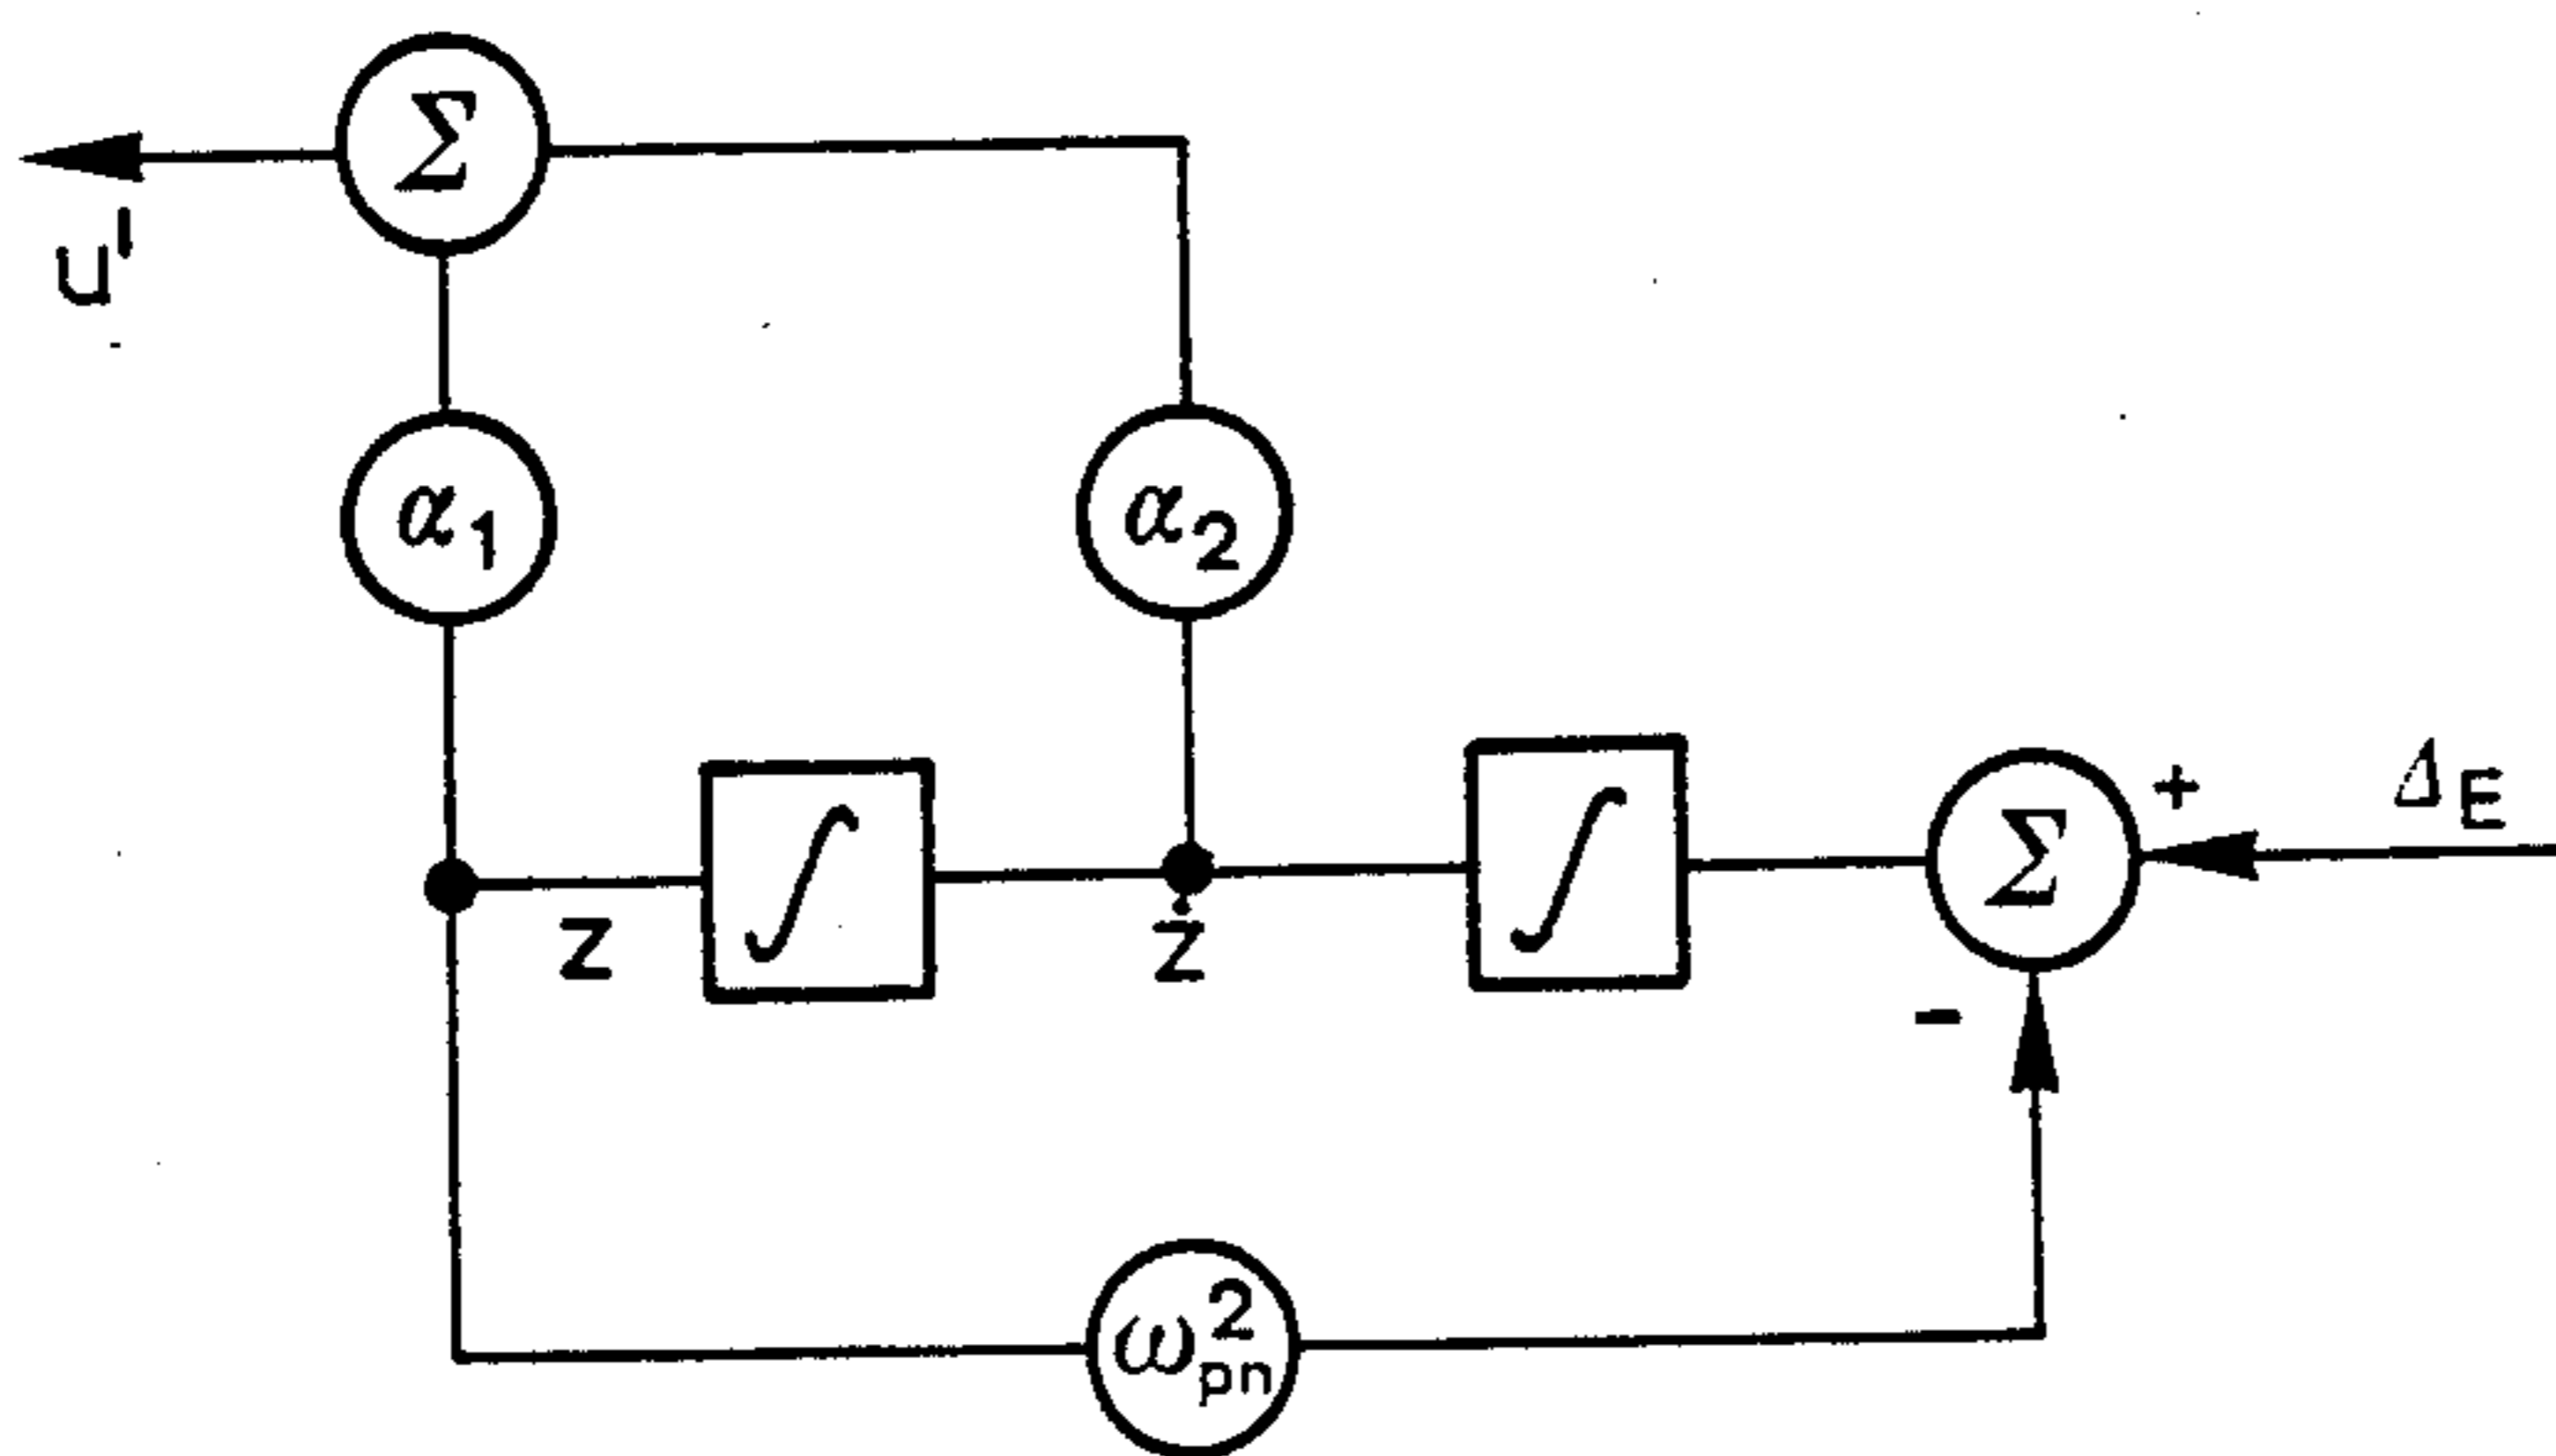 Σ
u'
α1
α2
∫
∫
Σ
+
ΔE
z
ż
-
ω²pn